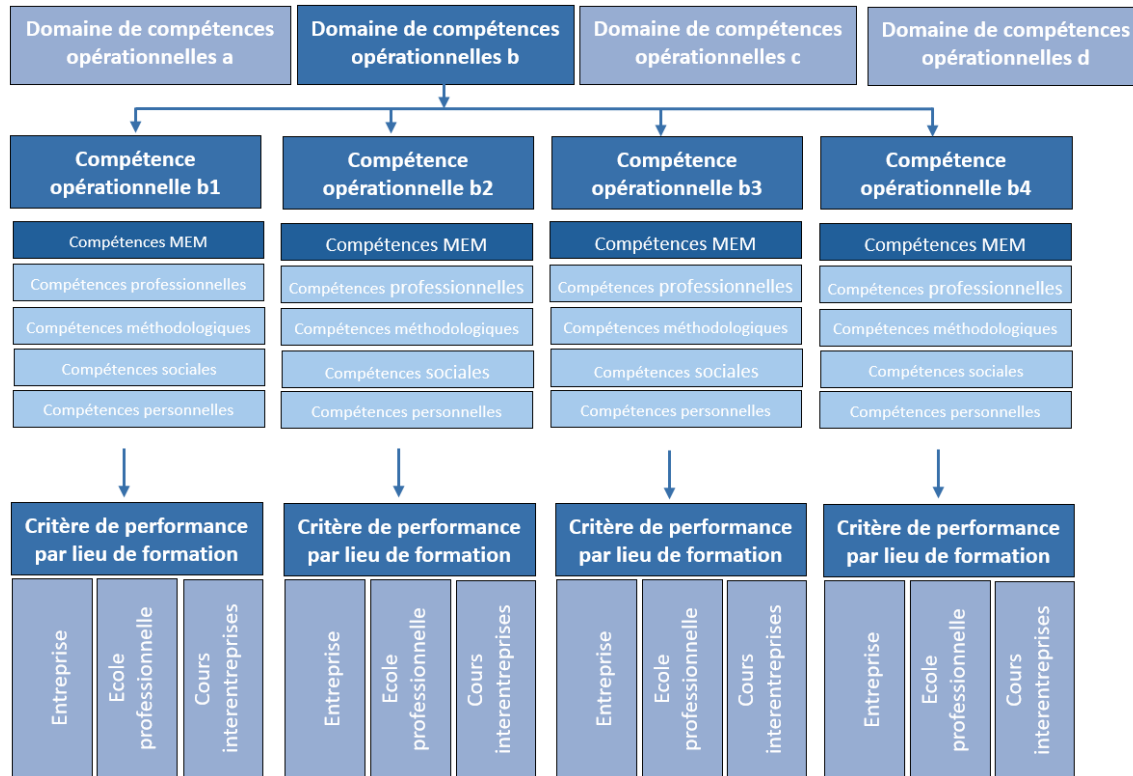 Domaine de compétences
opérationnelles a
Domaine de compétences
opérationnelles b
Domaine de compétences
opérationnelles c
Domaine de compétences
opérationnelles d
Compétence
opérationnelle b1
Compétence
opérationnelle b2
Compétence
opérationnelle b3
Compétence
opérationnelle b4
Compétences MEM
Compétences MEM
Compétences MEM
Compétences MEM
Compétences professionnelles
Compétences professionnelles
Compétences professionnelles
Compétences professionnelles
Compétences méthodologiques
Compétences méthodologiques
Compétences méthodologiques
Compétences méthodologiques
Compétences sociales
Compétences sociales
Compétences sociales
Compétences sociales
Compétences personnelles
Compétences personnelles
Compétences personnelles
Compétences personnelles
Critère de performance
par lieu de formation
Critère de performance
par lieu de formation
Critère de performance
par lieu de formation
Critère de performance
par lieu de formation
Entreprise
Ecole
professionnelle
Cours
interentreprises
Entreprise
Ecole
professionnelle
Cours
interentreprises
Entreprise
Ecole
professionnelle
Cours
interentreprises
Entreprise
Ecole
professionnelle
Cours
interentreprises